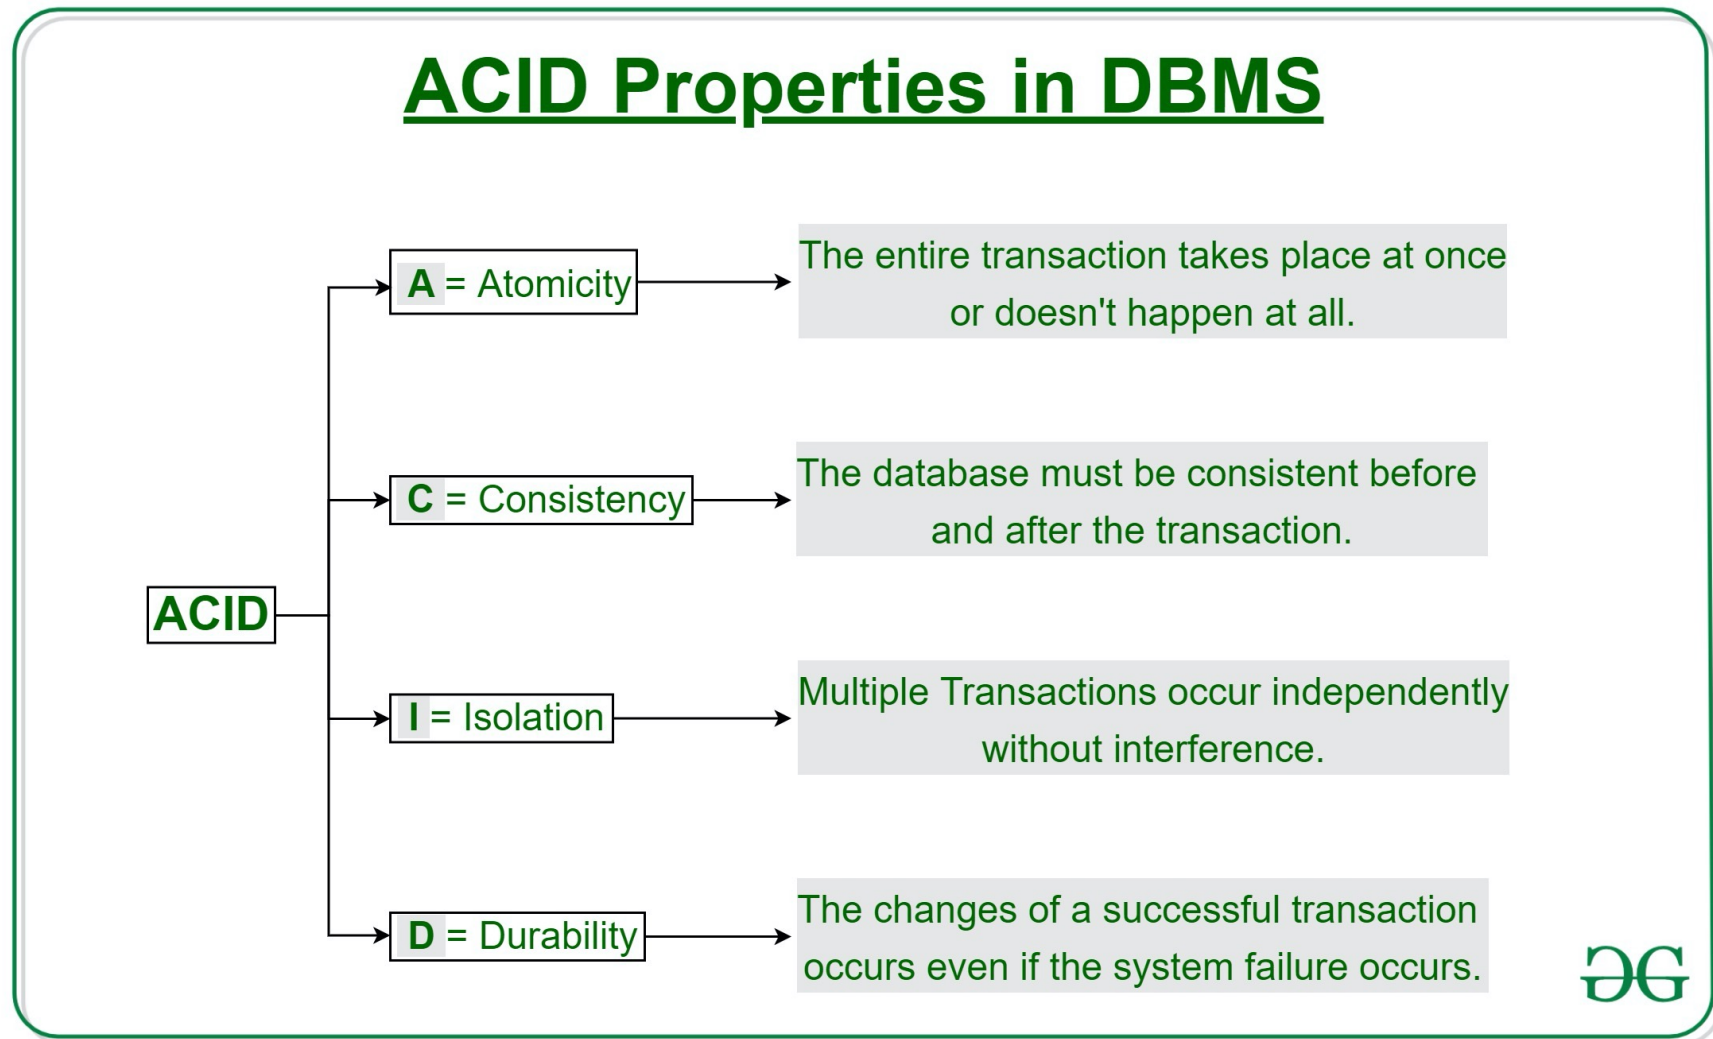 ACID Properties in DBMS
A = Atomicity
The entire transaction takes place at once
or doesn't happen at all.
C = Consistency
The database must be consistent before
and after the transaction.
ACID
I = Isolation
Multiple Transactions occur independently
without interference.
D = Durability
The changes of a successful transaction
occurs even if the system failure occurs.